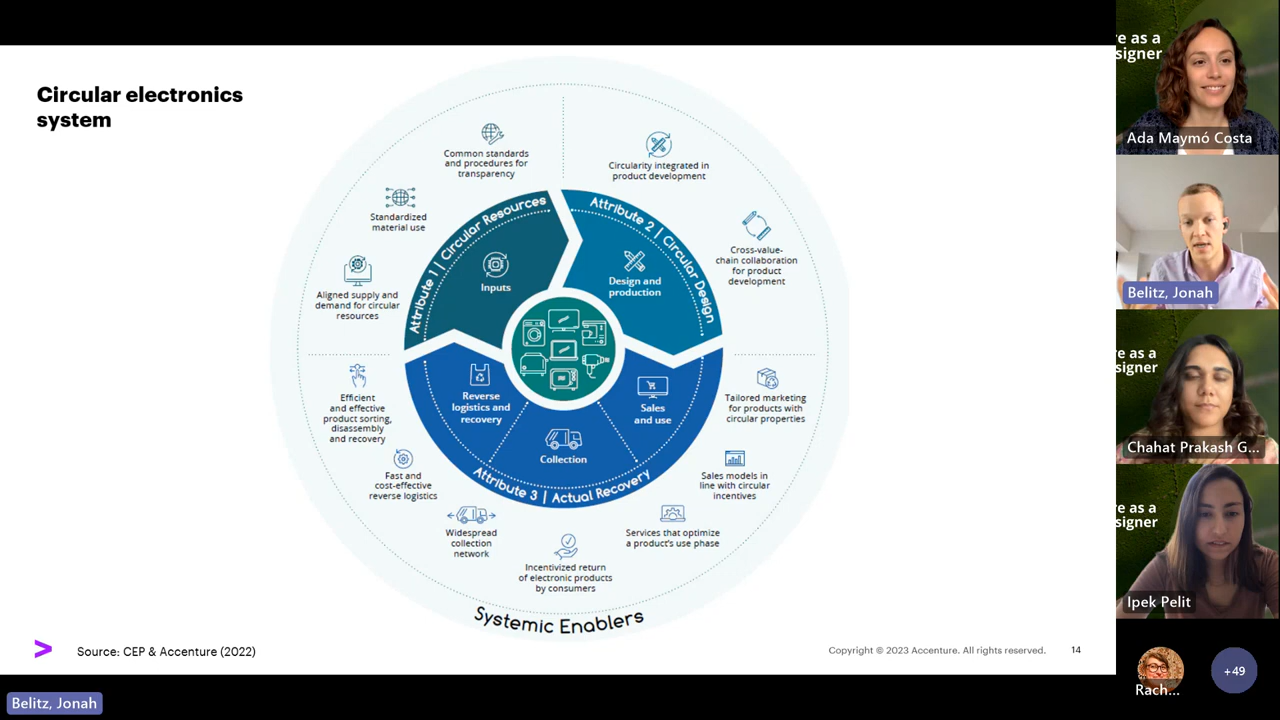 Circular electronics
system
Common standards
and procedures for
transparency
Standardized
material use
Aligned supply and
demand for circular
resources
Circularity integrated in
product development
Cross-value-
chain collaboration
for product
development
Attribute 1 | Circular Resources
Inputs
Attribute 2 | Circular Design
Design and
production
Reverse
logistics and
recovery
Collection
Sales
and use
Attribute 3 | Actual Recovery
Efficient
and effective
product sorting,
disassembly
and recovery
Fast and
cost-effective
reverse logistics
Widespread
collection
network
Incentivized return
of electronic products
by consumers
Services that optimize
a product's use phase
Sales models in
line with circular
incentives
Tailored marketing
for products with
circular properties
Systemic Enablers
>
Source: CEP & Accenture (2022)
Copyright © 2023 Accenture. All rights reserved.
14
Belitz, Jonah
re as a
signer
Ada Maymó Costa
Belitz, Jonah
re as a
signer
Chahat Prakash G...
re as a
signer
Ipek Pelit
Rach...
+49